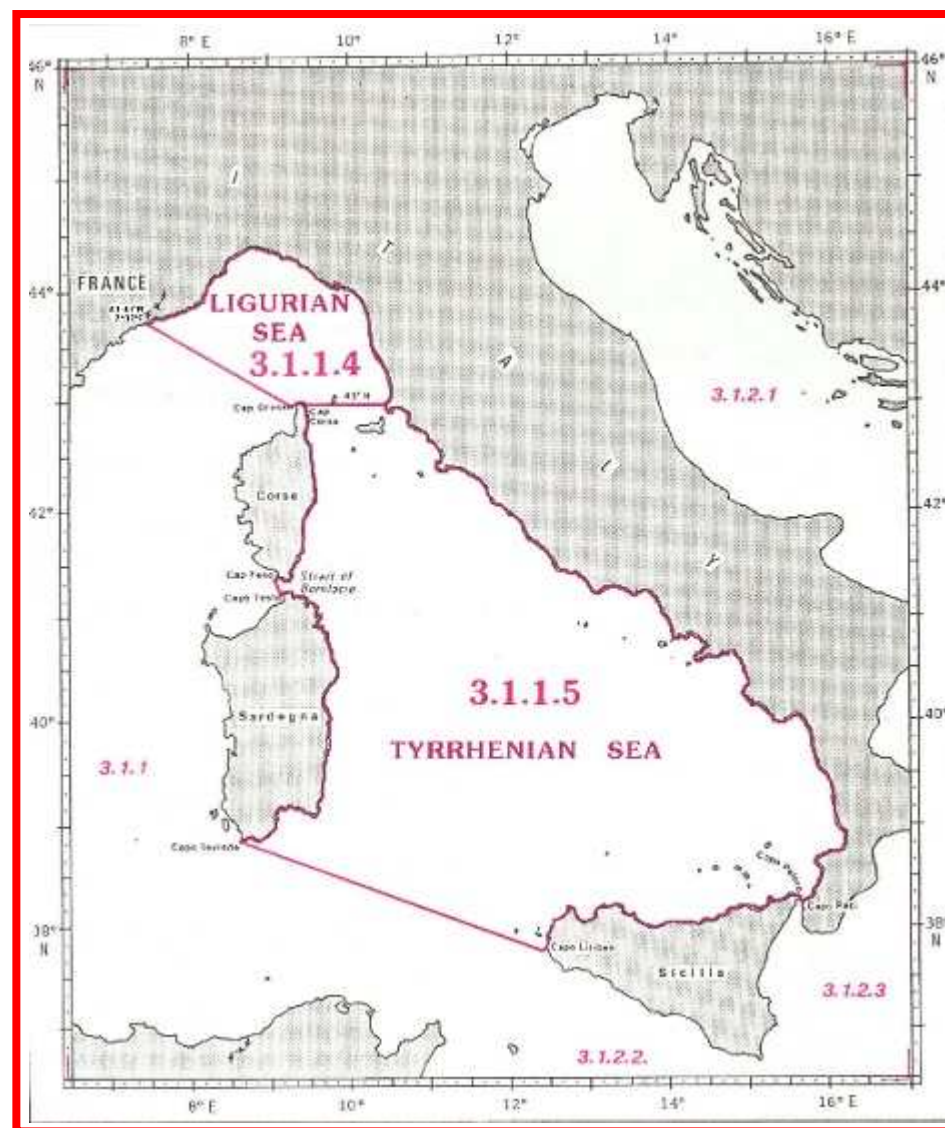 8° E 10° 12° 14° 16° E
46° 46°
N N
I
T
FRANCE
44° 44°
LIGURIAN
SEA
A
3.1.1.4
43° N
3.1.2.1
Cap Grosso
Cap
Corse
L
Corse
42° 42°
Y
Strait of
Bonifacio
Capo Testa
3.1.1.5
40° 40°
Sardegna
TYRRHENIAN SEA
3.1.1
Capo Teulada
Capo Peloro
38° 38°
N N
Capo Lilibeo
Sicilia
3.1.2.3
3.1.2.2.
8° E 10° 12° 14° 16° E